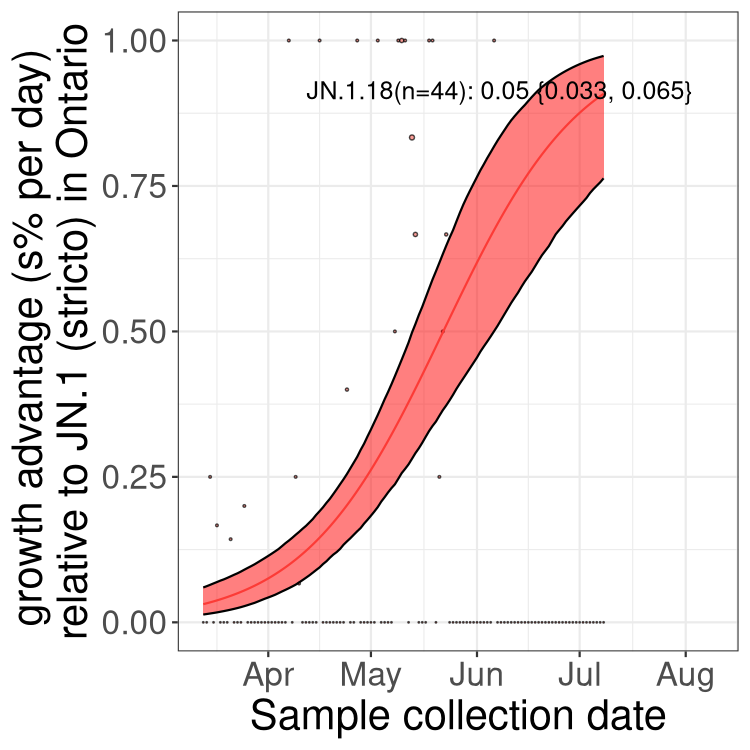 growth advantage (s% per day)
relative to JN.1 (stricto) in Ontario
1.00
0.75
0.50
0.25
0.00
JN.1.18(n=44): 0.05 {0.033, 0.065}
Apr May Jun Jul Aug
Sample collection date